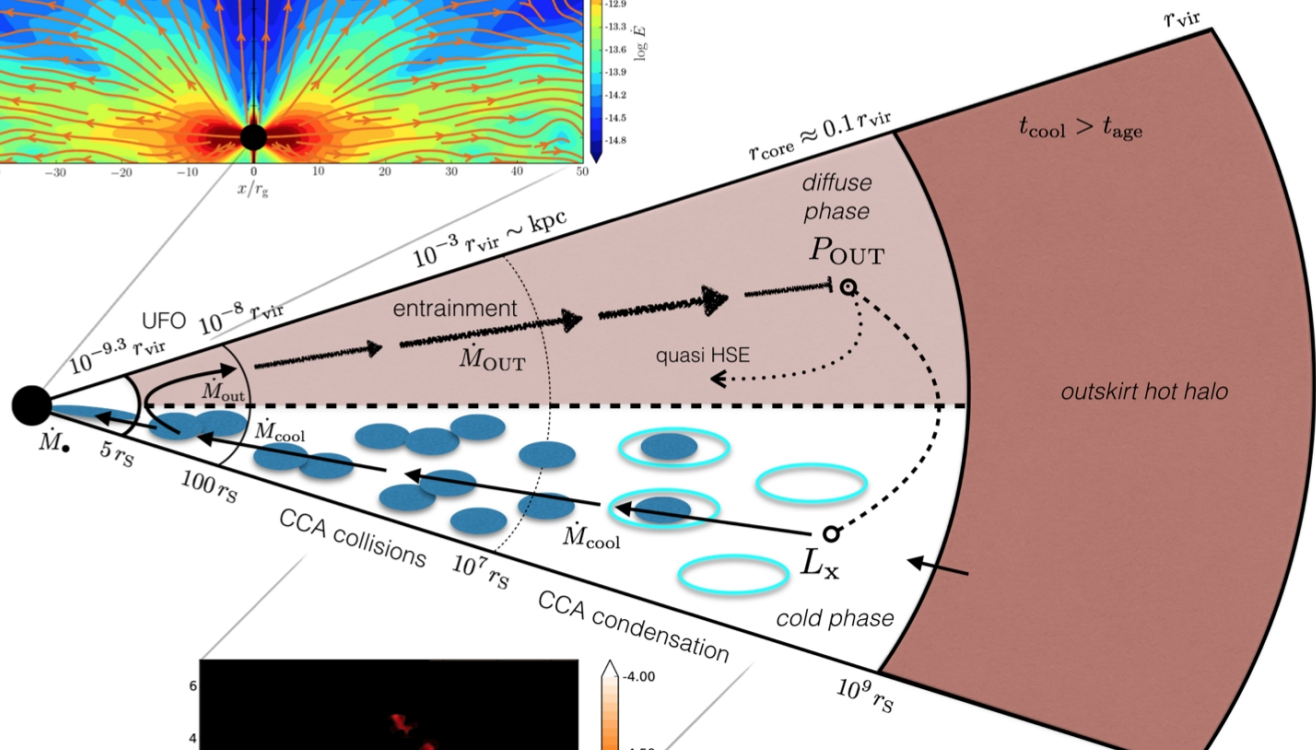 -12.9
-13.3
-13.6
-13.9
-14.2
-14.5
-14.8
log Ė
−30 −20 −10 0 10 20 30 40 50
x/r_g
r_vir
t_cool > t_age
r_core ≈ 0.1 r_vir
diffuse
phase
P_OUT
10^−3 r_vir ∼ kpc
entrainment
Ṁ_OUT
quasi HSE
UFO
10^−8 r_vir
10^−9.3 r_vir
Ṁ_out
outskirt hot halo
Ṁ_•
Ṁ_cool
5 r_S
100 r_S
CCA collisions
10^7 r_S
Ṁ_cool
L_x
CCA condensation
cold phase
10^9 r_S
6
4
-4.00